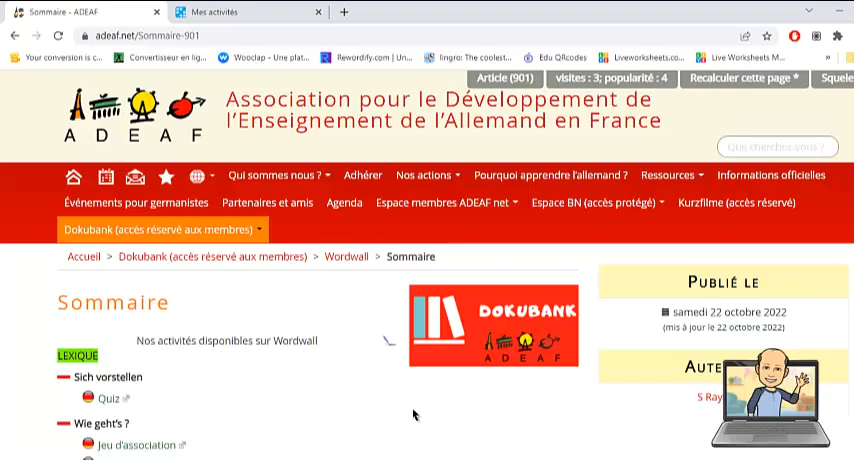 Sommaire - ADEAF
Mes activités
adeaf.net/Sommaire-901
Your conversion is c...
Convertisseur en lig...
Wooclap - Une plat...
Rewordify.com | Un...
lingro: The coolest...
Edu QRcodes
Liveworksheets.co...
Live Worksheets M...
»
Article (901)
visites : 3; popularité : 4
Recalculer cette page *
Squele
ADEAF
Association pour le Développement de
l'Enseignement de l'Allemand en France
Que cherchez-vous ?
Qui sommes nous ?
Adhérer
Nos actions
Pourquoi apprendre l'allemand ?
Ressources
Informations officielles
Événements pour germanistes
Partenaires et amis
Agenda
Espace membres ADEAF net
Espace BN (accès protégé)
Kurzfilme (accès réservé)
Dokubank (accès réservé aux membres)
Accueil > Dokubank (accès réservé aux membres) > Wordwall > Sommaire
Sommaire
DOKUBANK
ADEAF
Nos activités disponibles sur Wordwall
LEXIQUE
Sich vorstellen
Quiz
Wie geht's ?
Jeu d'association
PUBLIÉ LE
samedi 22 octobre 2022
(mis à jour le 22 octobre 2022)
AUTE
S Ray